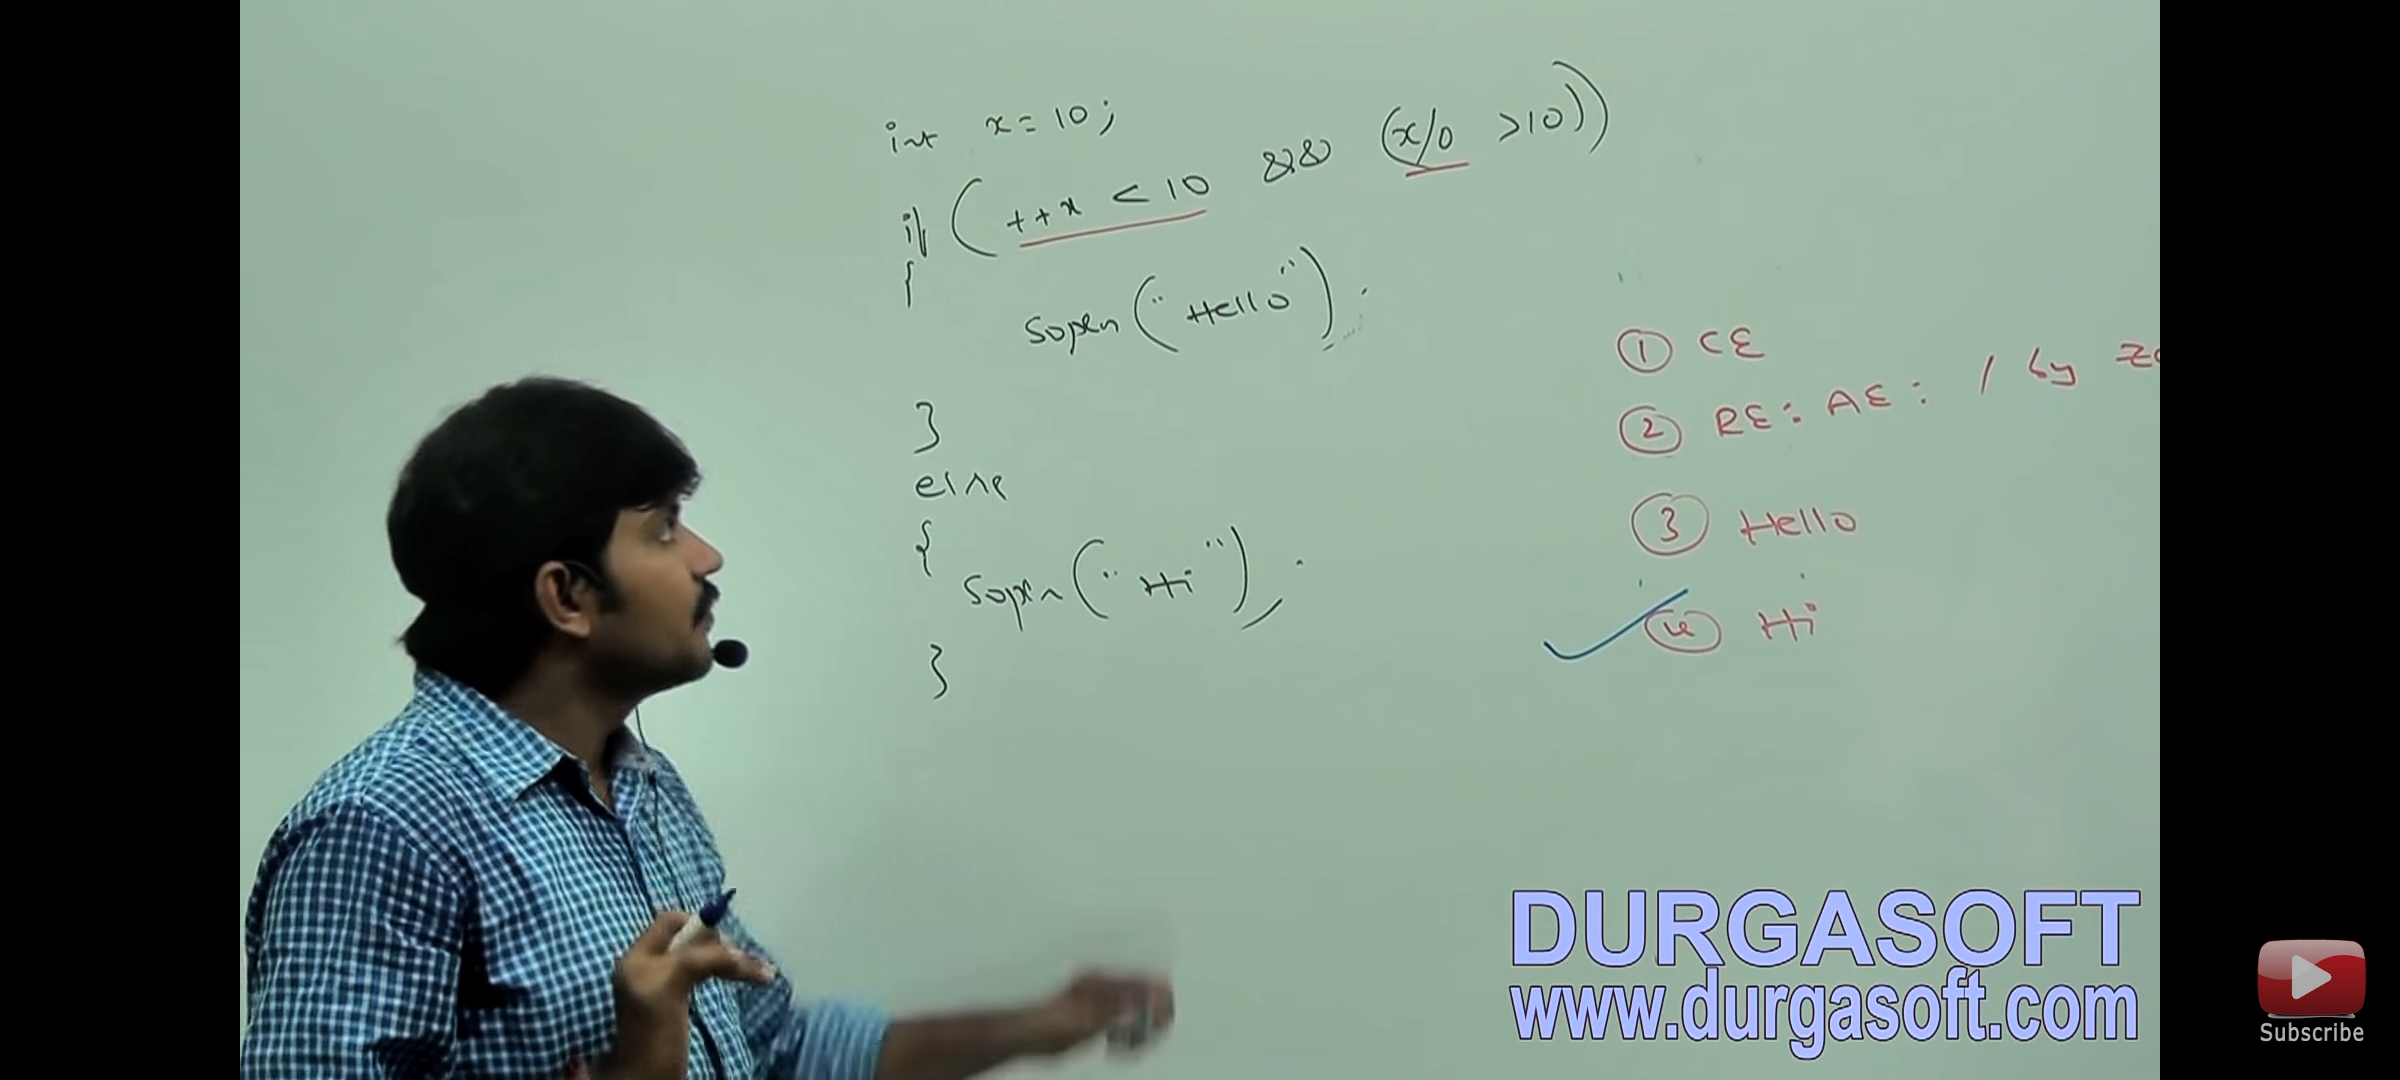 int x = 10;
if ( ++x < 10 && (x/0 > 10))
{
Sopln("Hello");
}
else
{
Sopln("Hi");
}
① CE
② RE: AE: / by
③ Hello
④ Hi
DURGASOFT
www.durgasoft.com
Subscribe